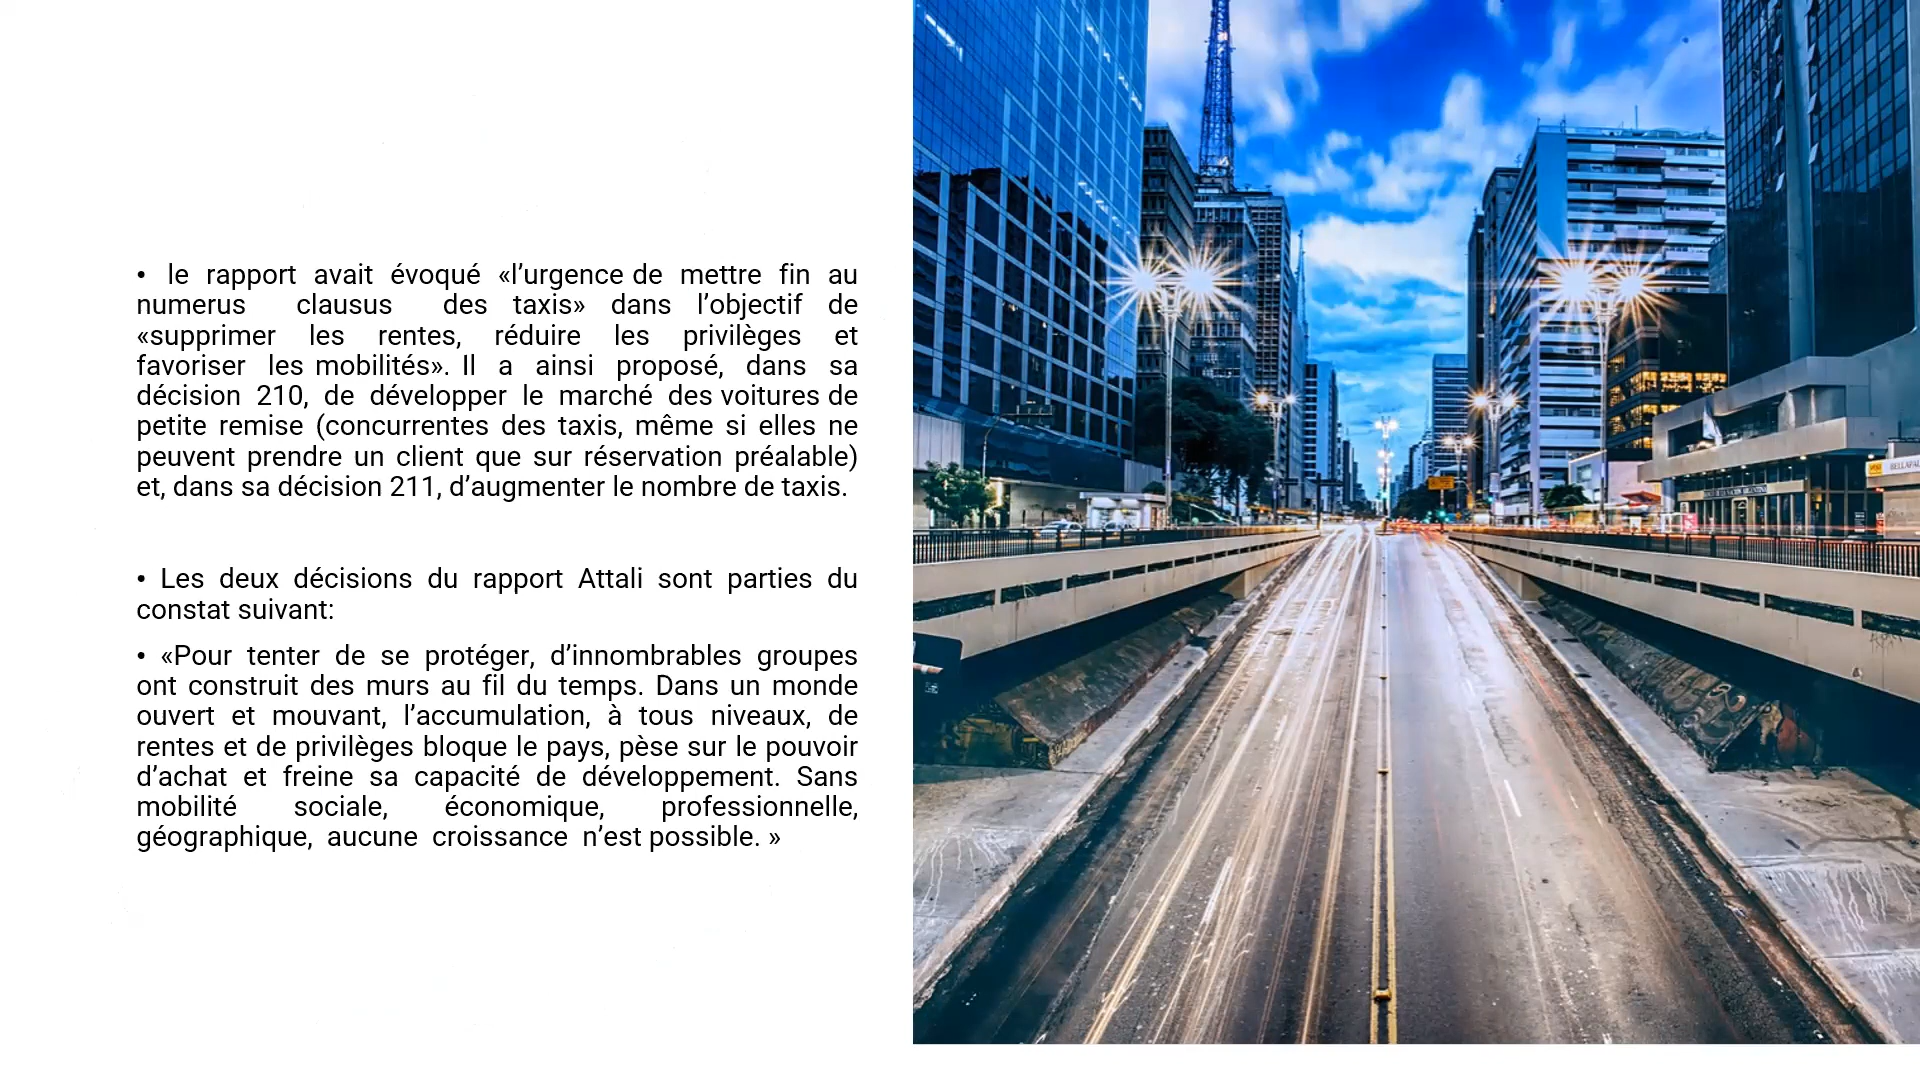 • le rapport avait évoqué «l’urgence de mettre fin au
numerus clausus des taxis» dans l’objectif de
«supprimer les rentes, réduire les privilèges et
favoriser les mobilités». Il a ainsi proposé, dans sa
décision 210, de développer le marché des voitures de
petite remise (concurrentes des taxis, même si elles ne
peuvent prendre un client que sur réservation préalable)
et, dans sa décision 211, d’augmenter le nombre de taxis.
• Les deux décisions du rapport Attali sont parties du
constat suivant:
• «Pour tenter de se protéger, d’innombrables groupes
ont construit des murs au fil du temps. Dans un monde
ouvert et mouvant, l’accumulation, à tous niveaux, de
rentes et de privilèges bloque le pays, pèse sur le pouvoir
d’achat et freine sa capacité de développement. Sans
mobilité sociale, économique, professionnelle,
géographique, aucune croissance n’est possible. »